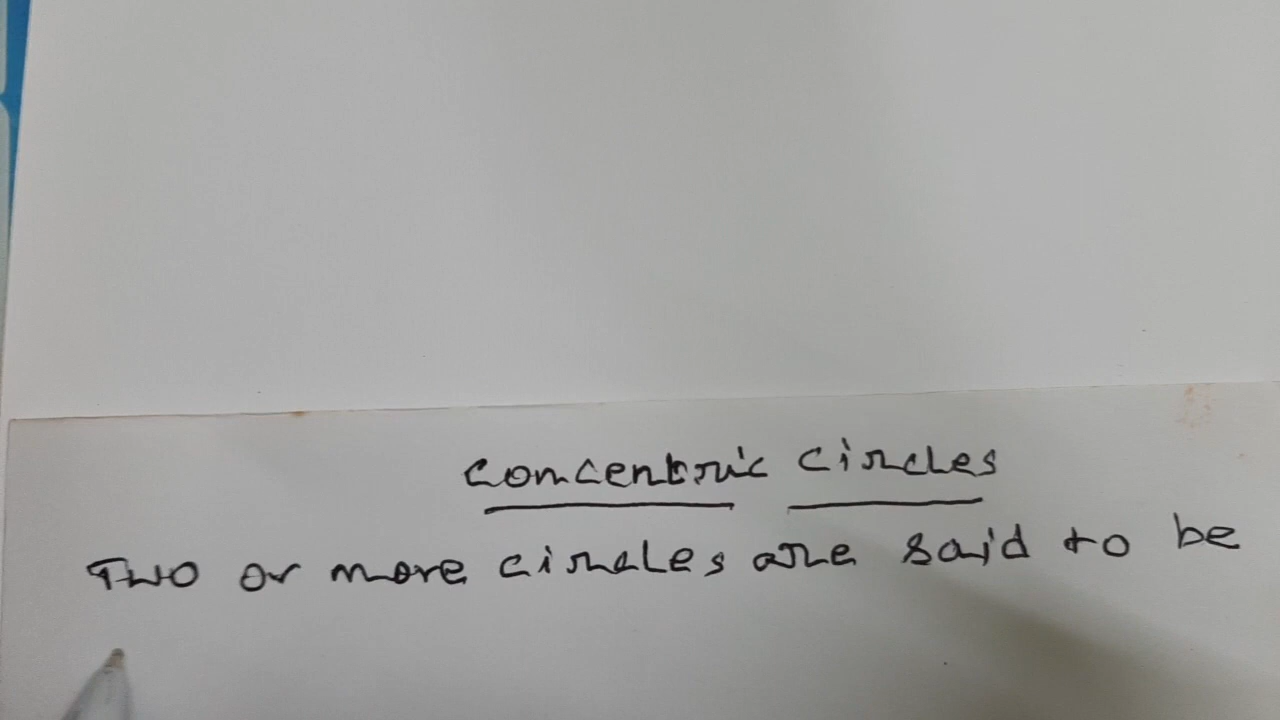 Concentric Circles
Two or more circles are said to be